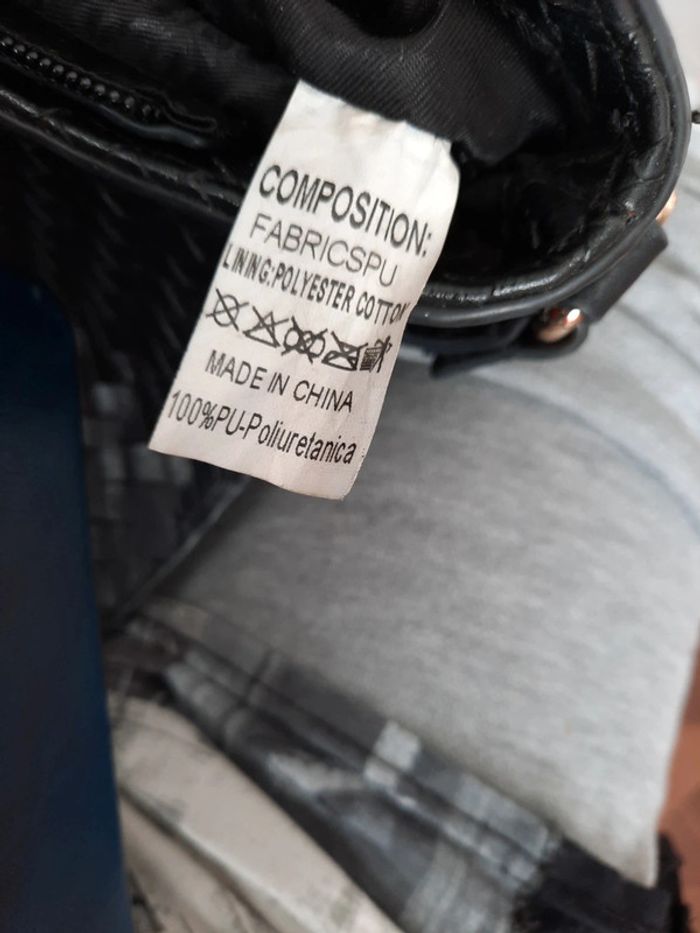 COMPOSITION:
FABRICSPU
LINING:POLYESTER COTTON
MADE IN CHINA
100%PU-Poliuretanica